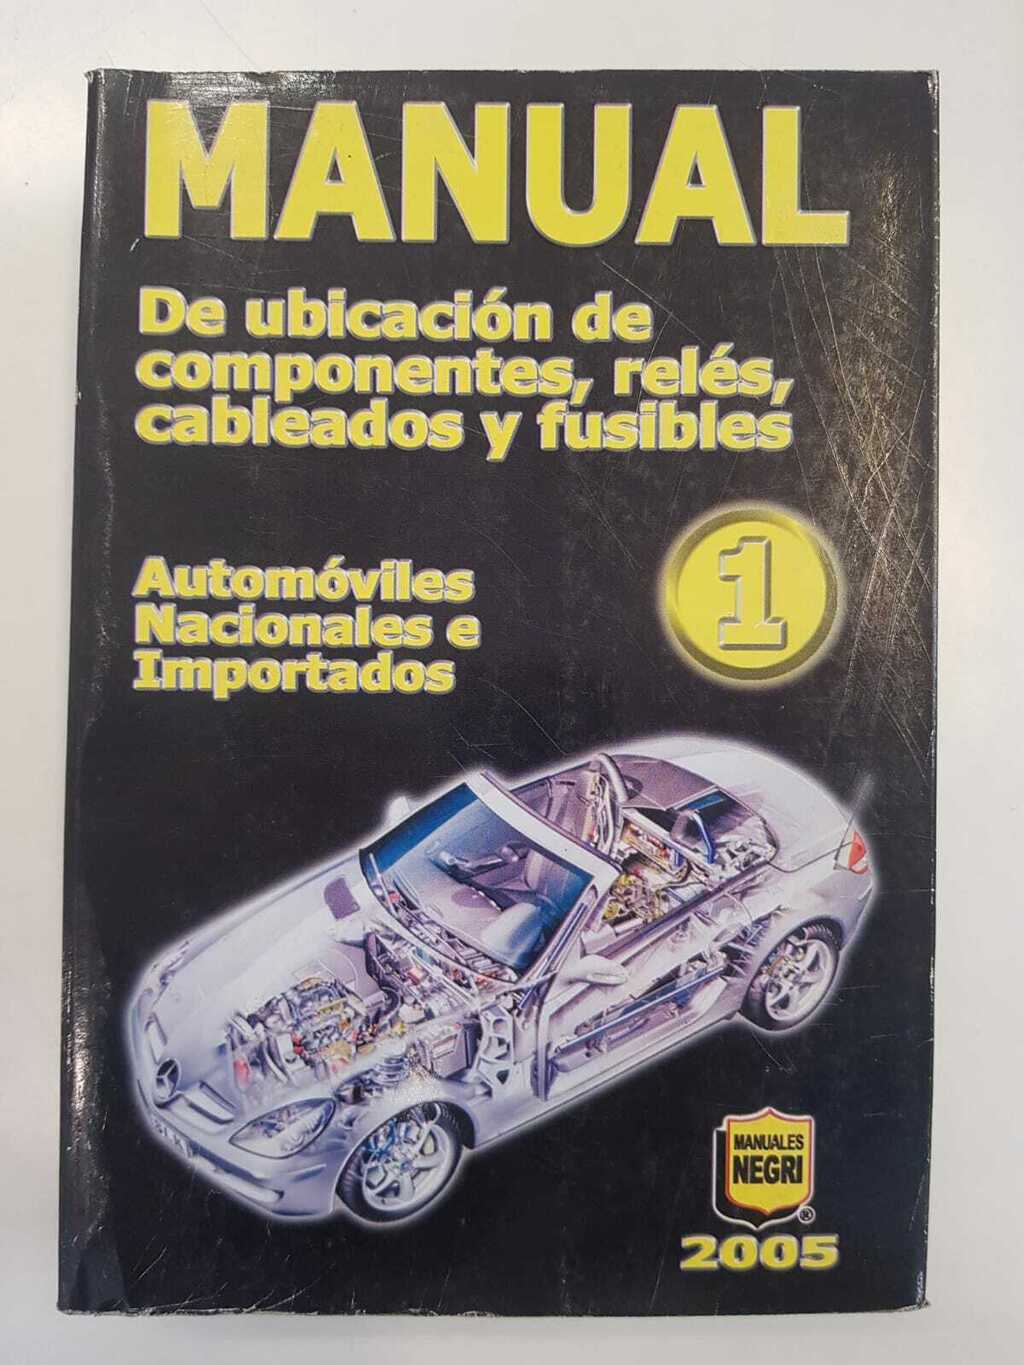 MANUAL
De ubicación de
componentes, relés,
cableados y fusibles
1
Automóviles
Nacionales e
Importados
MANUALES
NEGRI
®
2005